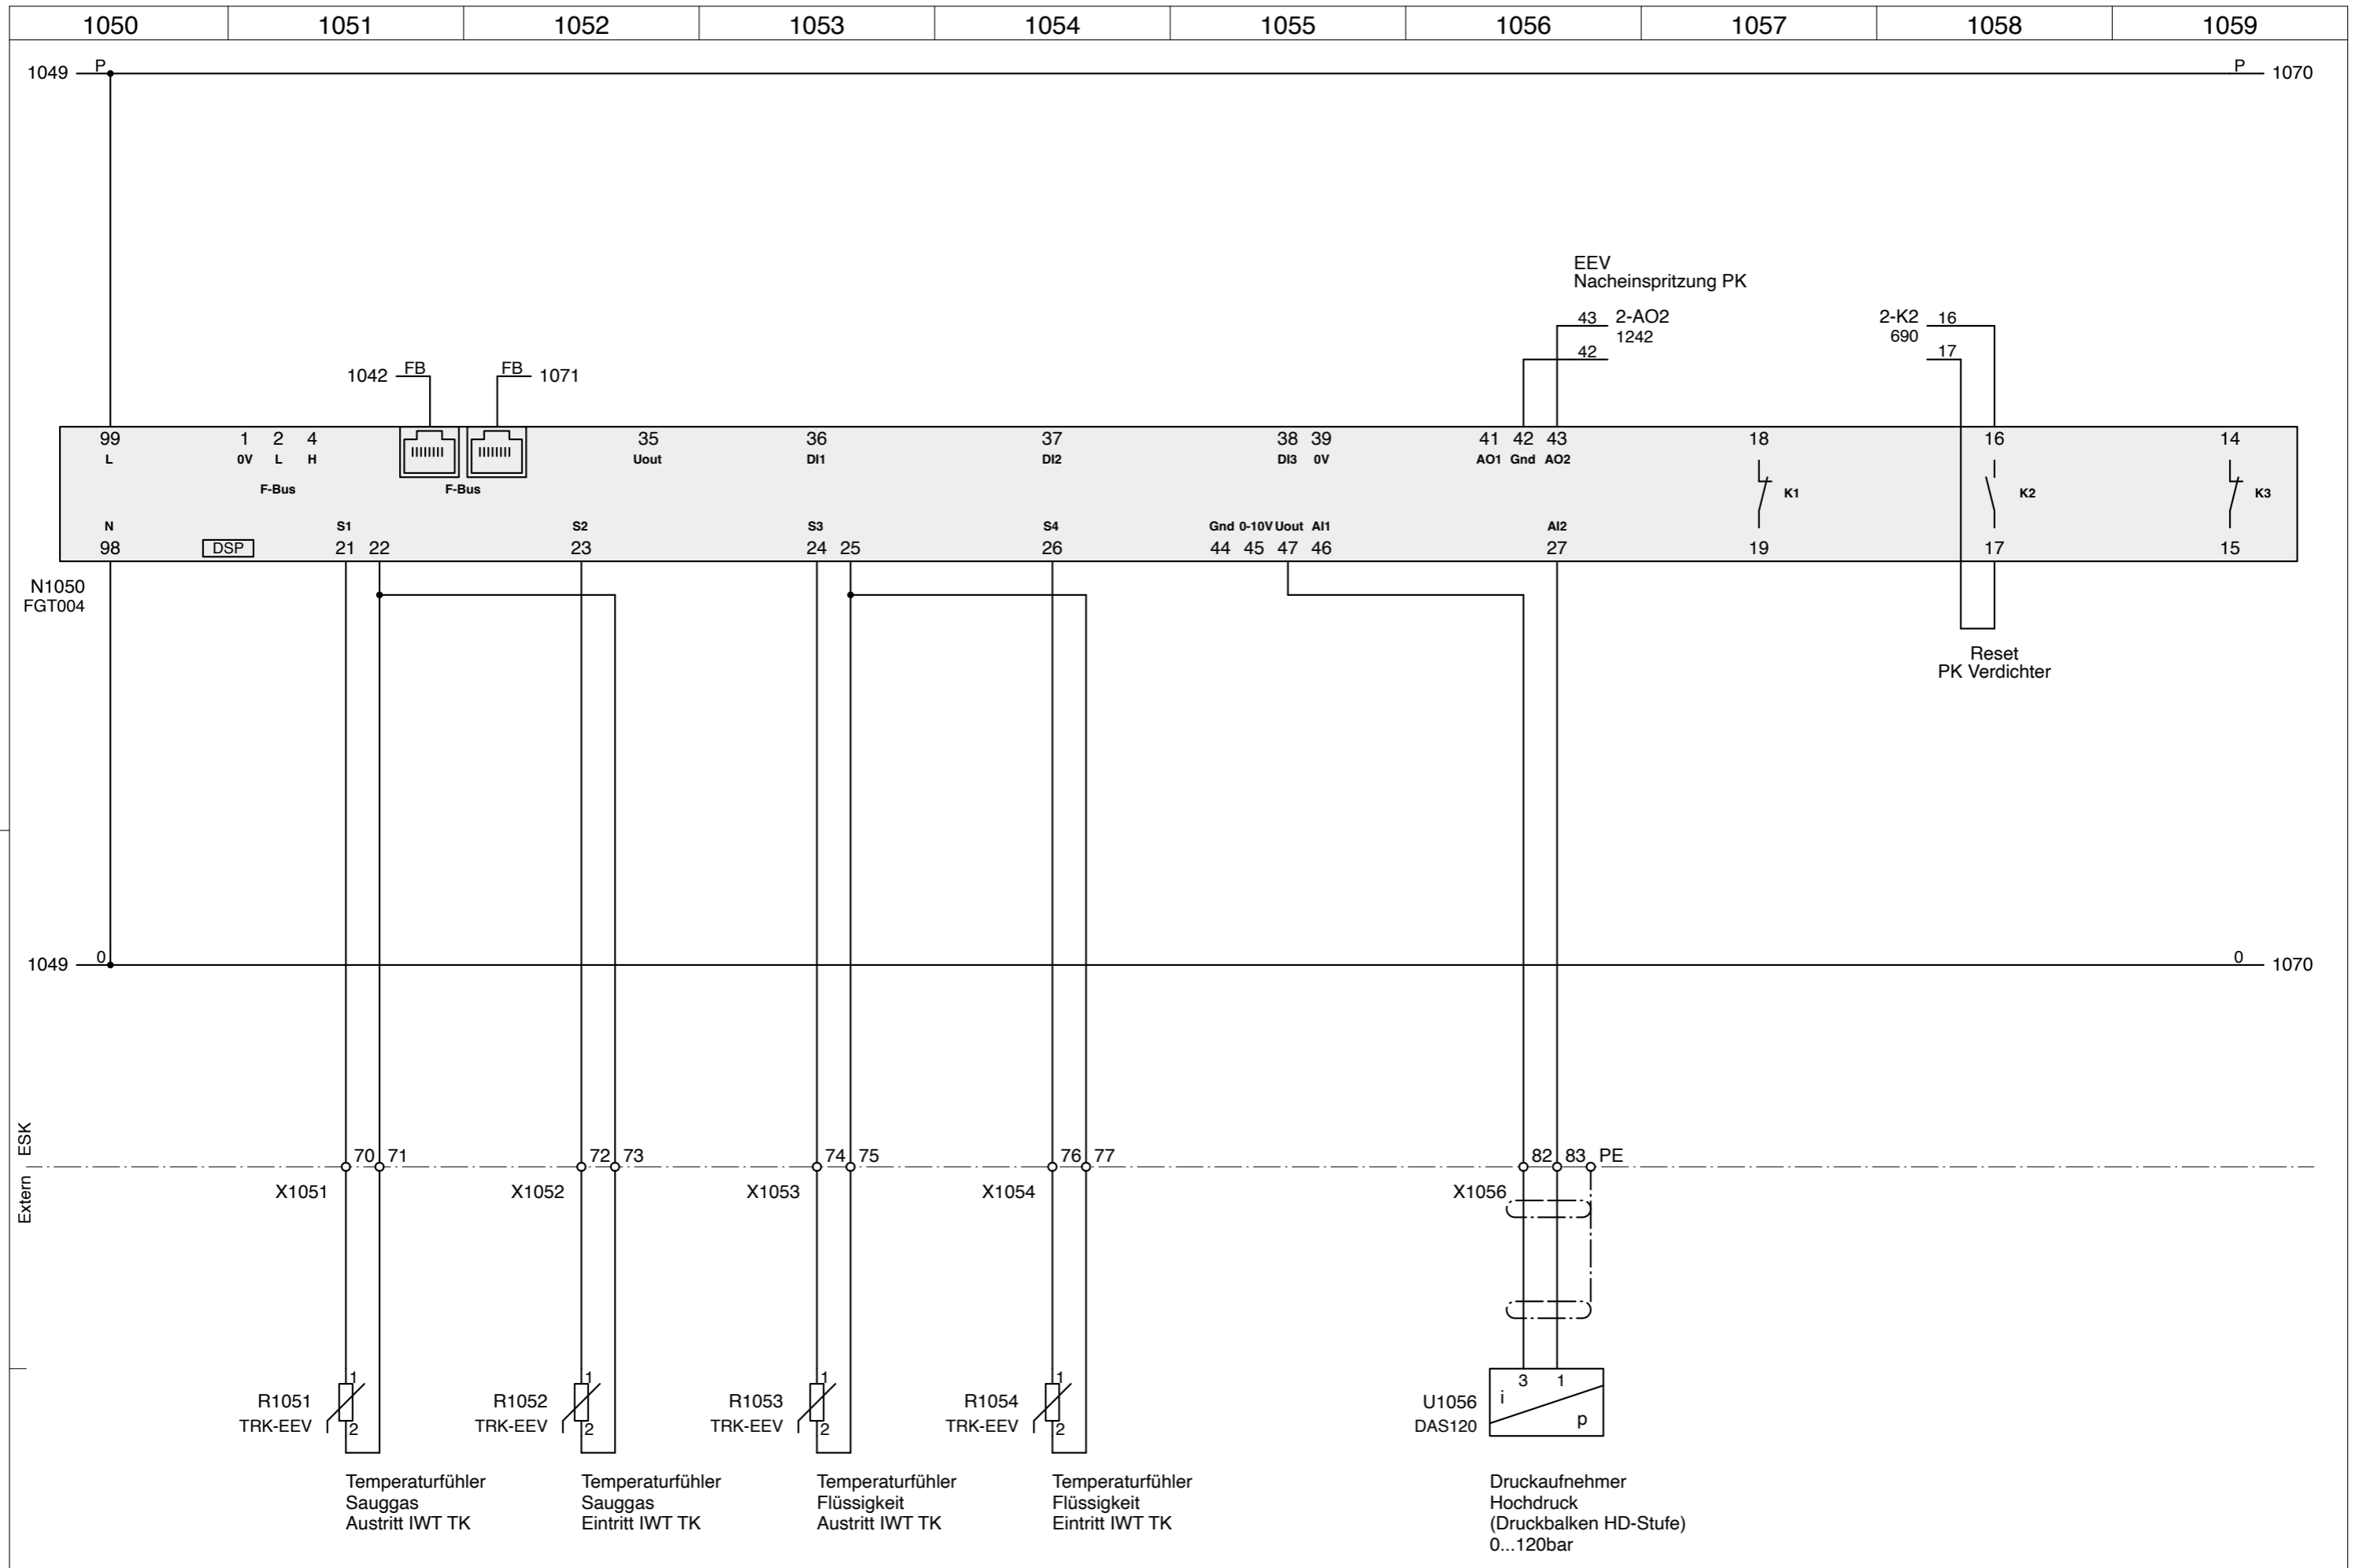 1050 1051 1052 1053 1054 1055 1056 1057 1058 1059
1049 P P 1070
EEV
Nacheinspritzung PK
43 2-AO2 2-K2 16
1242 690
42 17
1042 FB FB 1071
99 1 2 4 35 36 37 38 39 41 42 43 18 16 14
L 0V L H Uout DI1 DI2 DI3 0V AO1 Gnd AO2
F-Bus F-Bus
K1 K2 K3
N S1 S2 S3 S4 Gnd 0-10V Uout AI1 AI2
98 DSP 21 22 23 24 25 26 44 45 47 46 27 19 17 15
N1050
FGT004
Reset
PK Verdichter
1049 0 0 1070
ESK
Extern
70 71 72 73 74 75 76 77 82 83 PE
X1051 X1052 X1053 X1054 X1056
1 1 1 1 3 1
R1051 R1052 R1053 R1054 U1056 i
TRK-EEV TRK-EEV TRK-EEV TRK-EEV DAS120 p
2 2 2 2
Temperaturfühler
Sauggas
Austritt IWT TK
Temperaturfühler
Sauggas
Eintritt IWT TK
Temperaturfühler
Flüssigkeit
Austritt IWT TK
Temperaturfühler
Flüssigkeit
Eintritt IWT TK
Druckaufnehmer
Hochdruck
(Druckbalken HD-Stufe)
0...120bar